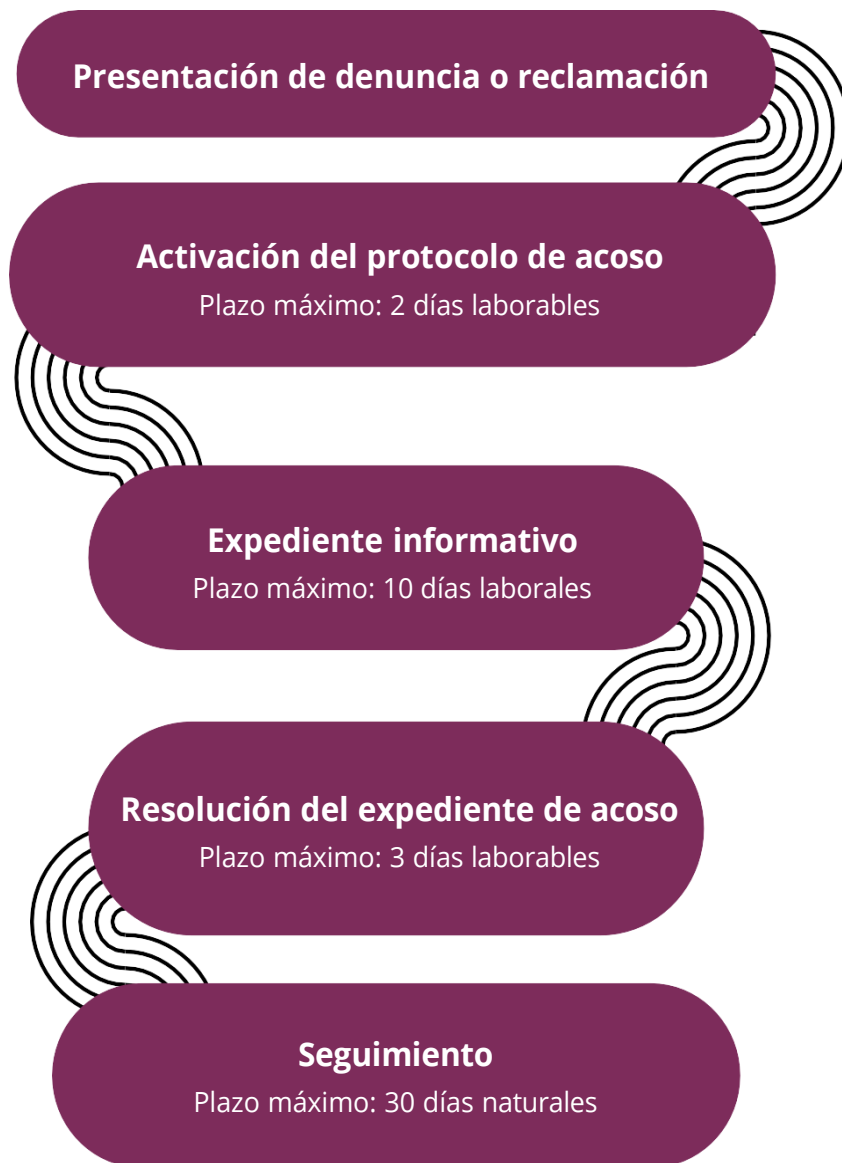 Presentación de denuncia o reclamación
Activación del protocolo de acoso
Plazo máximo: 2 días laborables
Expediente informativo
Plazo máximo: 10 días laborales
Resolución del expediente de acoso
Plazo máximo: 3 días laborables
Seguimiento
Plazo máximo: 30 días naturales